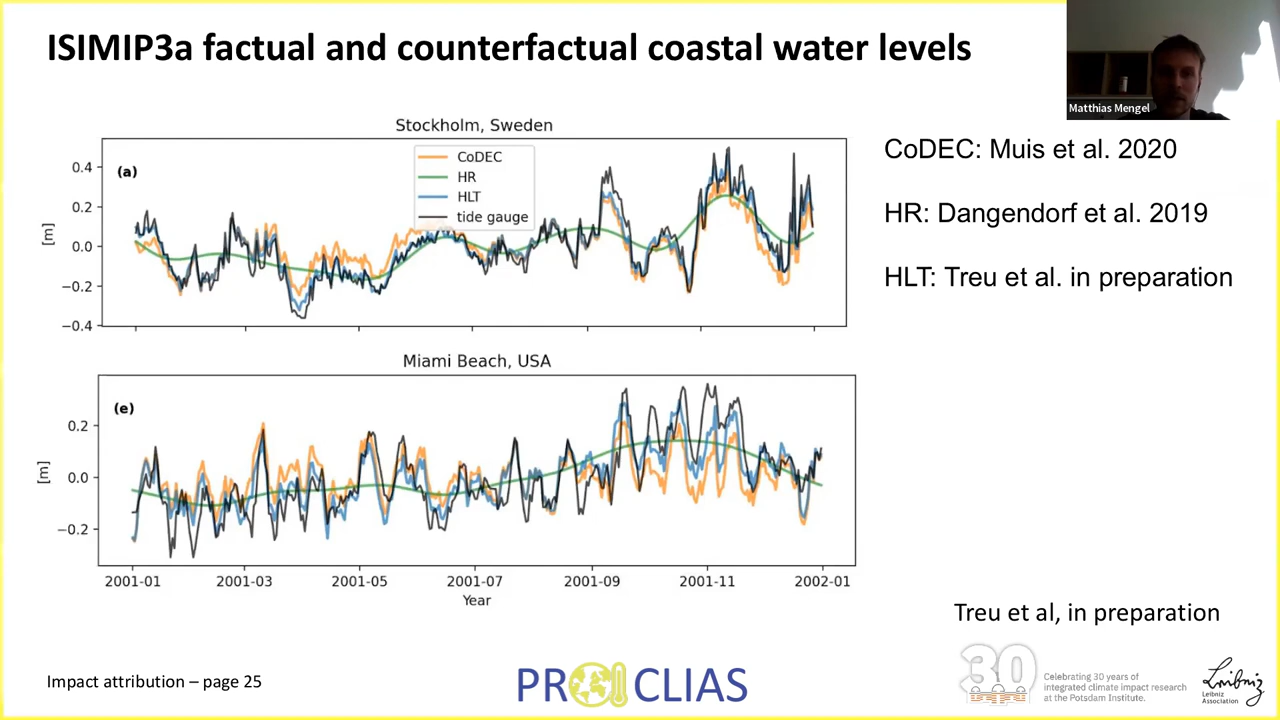 ISIMIP3a factual and counterfactual coastal water levels
Matthias Mengel
Stockholm, Sweden
(a)
CoDEC
HR
HLT
tide gauge
0.4
0.2
0.0
−0.2
−0.4
[m]
CoDEC: Muis et al. 2020
HR: Dangendorf et al. 2019
HLT: Treu et al. in preparation
Miami Beach, USA
(e)
0.2
0.0
−0.2
[m]
2001-01 2001-03 2001-05 2001-07 2001-09 2001-11 2002-01
Year
Treu et al, in preparation
Impact attribution – page 25
PROCLIAS
30
Celebrating 30 years of
integrated climate impact research
at the Potsdam Institute.
Leibniz
Leibniz
Association